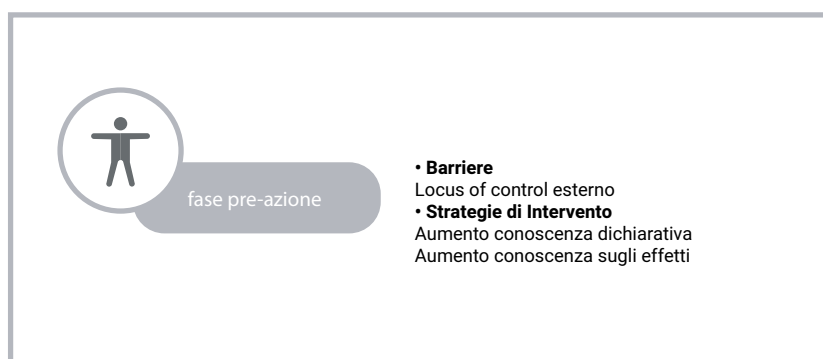 fase pre-azione
• Barriere
Locus of control esterno
• Strategie di Intervento
Aumento conoscenza dichiarativa
Aumento conoscenza sugli effetti